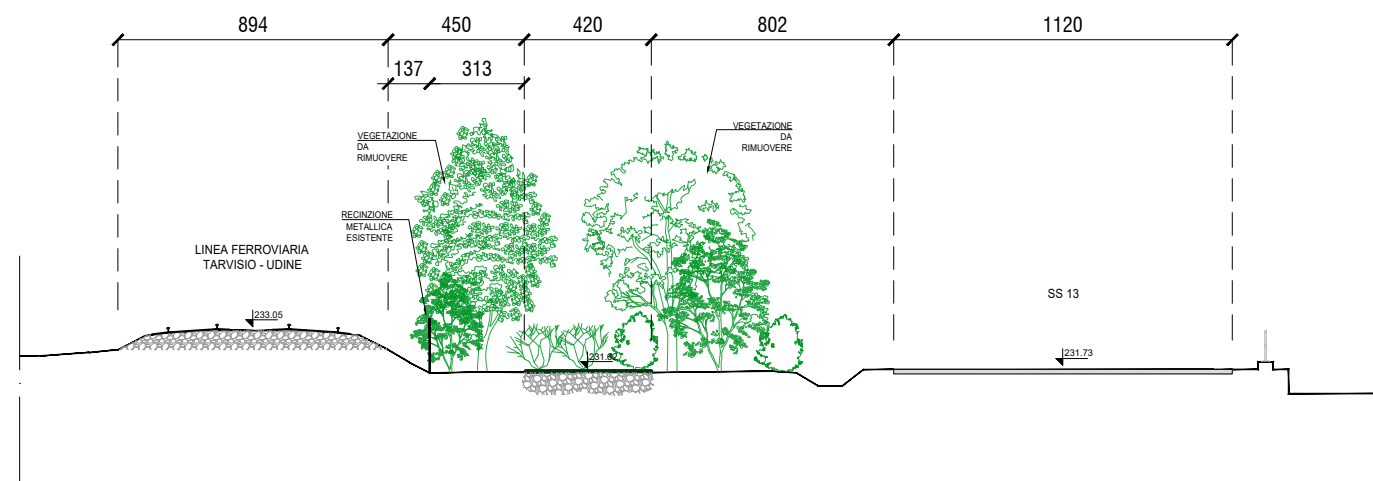 894
450
420
802
1120
137
313
VEGETAZIONE
DA
RIMUOVERE
VEGETAZIONE
DA
RIMUOVERE
RECINZIONE
METALLICA
ESISTENTE
LINEA FERROVIARIA
TARVISIO - UDINE
SS 13
233.05
231.73